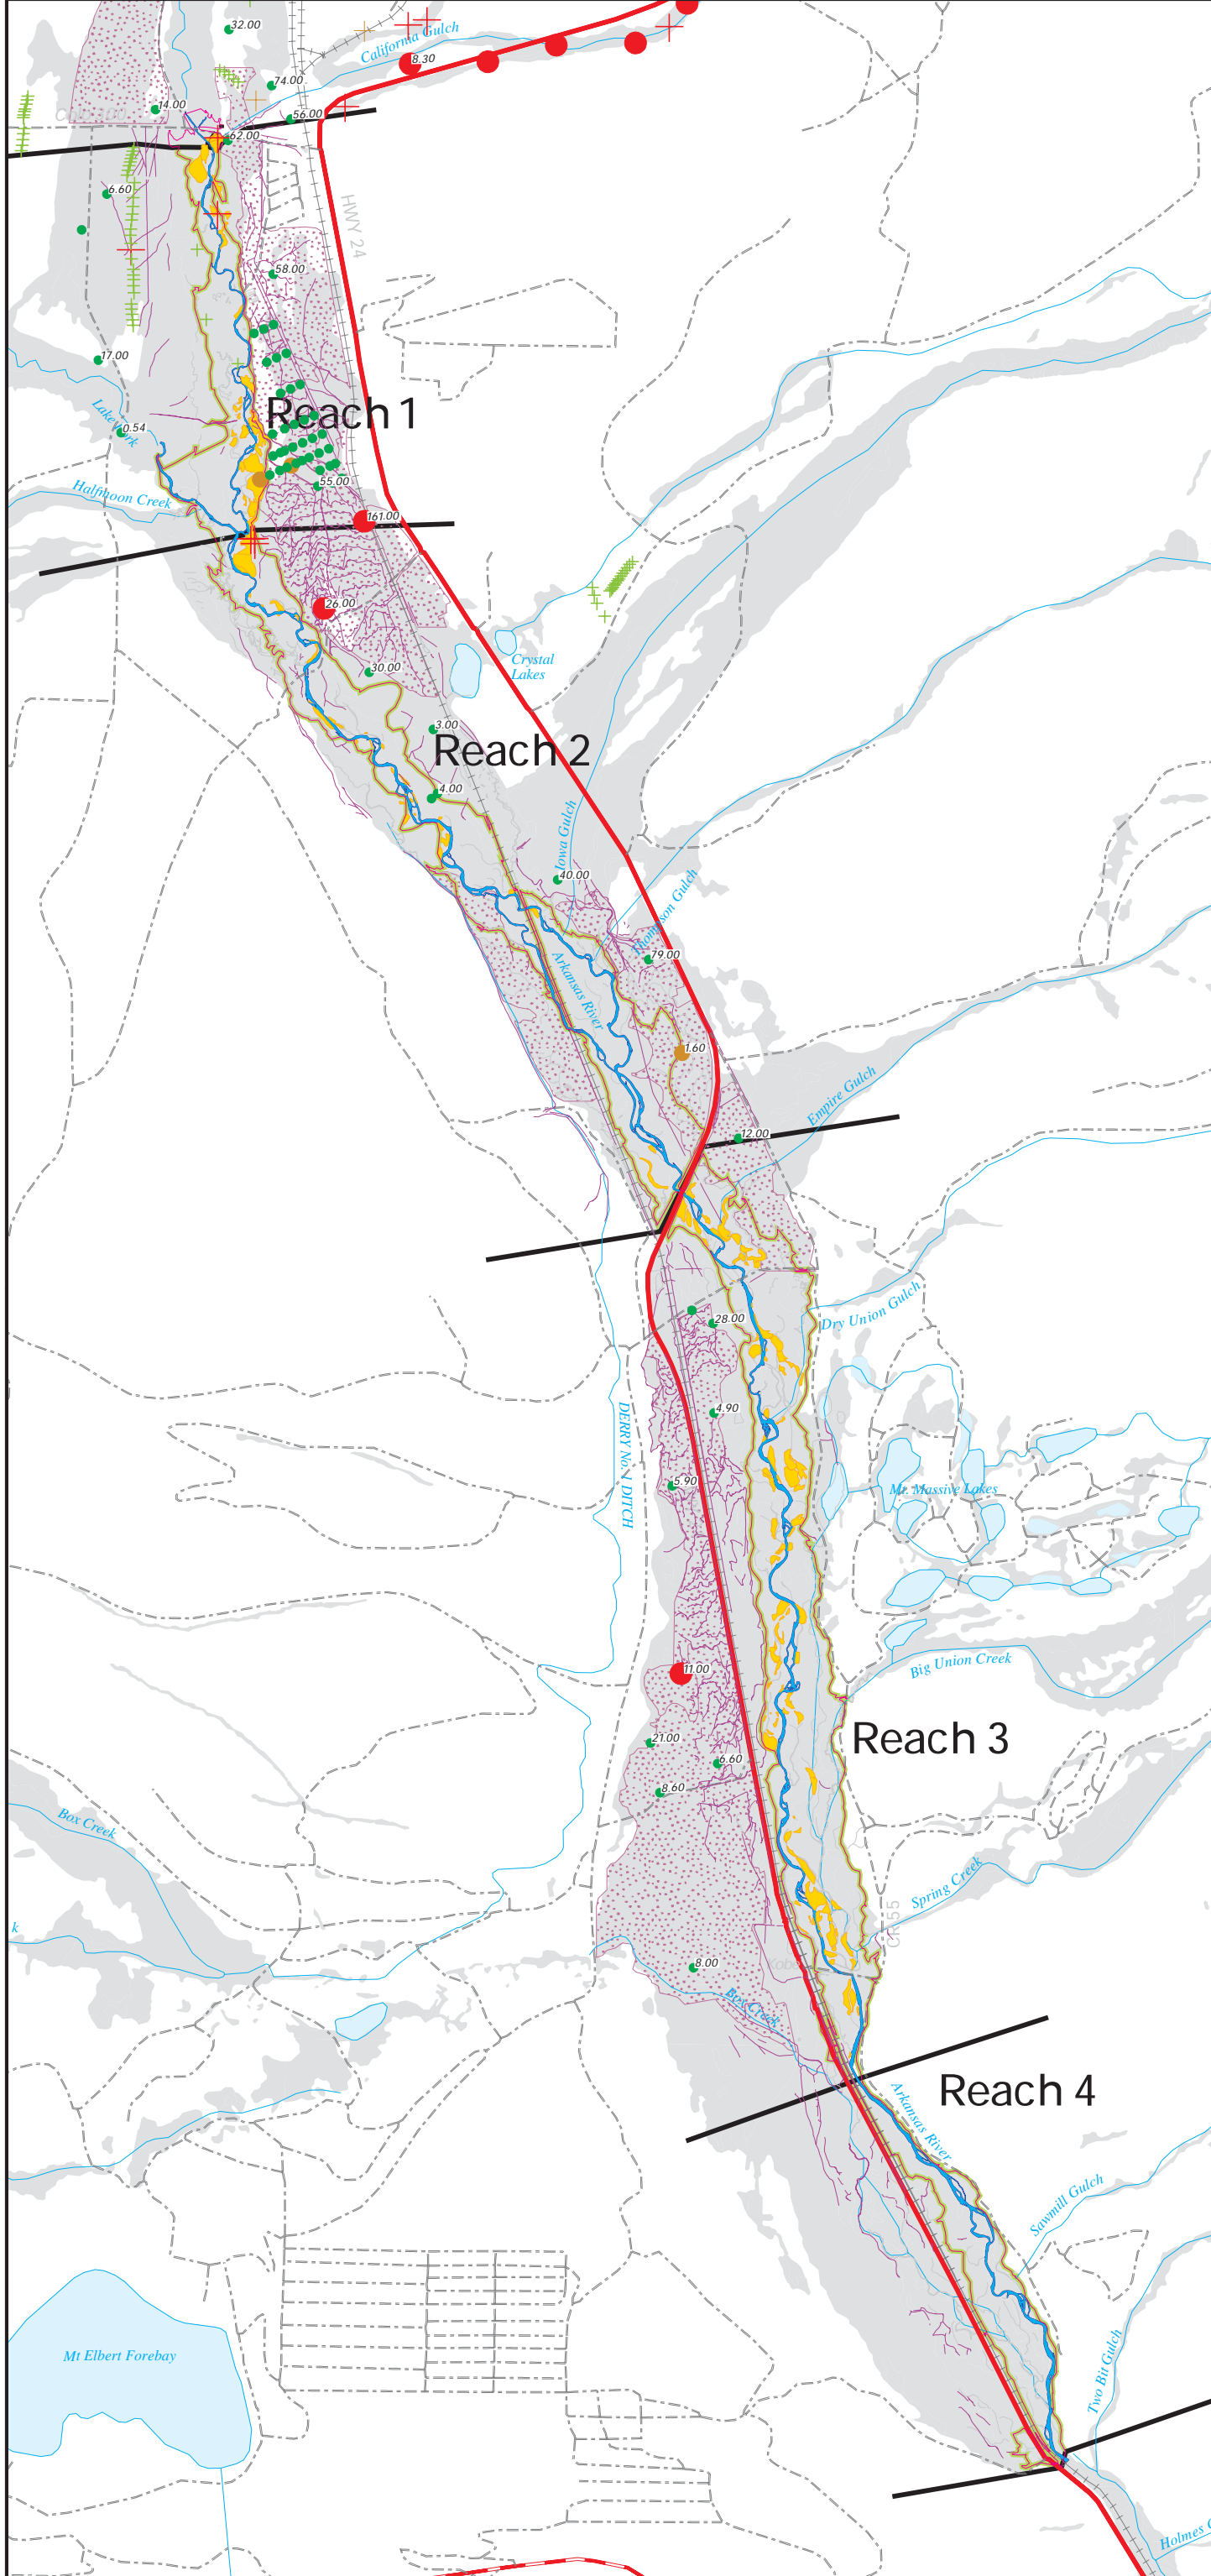 32.00
California Gulch
8.30
74.00
14.00
56.00
62.00
6.60
HWY 24
58.00
17.00
Reach 1
0.54
55.00
Halfmoon Creek
161.00
26.00
Crystal
Lakes
30.00
3.00
Reach 2
4.00
Iowa Gulch
40.00
79.00
Arkansas River
1.60
Empire Gulch
12.00
Dry Union Gulch
28.00
4.90
DERRY No. 1 DITCH
5.90
Mt. Massive Lakes
Big Union Creek
11.00
Reach 3
21.00
6.60
8.60
Box Creek
Spring Creek
k
CR 55
8.00
Box Creek
Reach 4
Arkansas River
Sawmill Gulch
Mt Elbert Forebay
Two Bit Gulch
Holmes